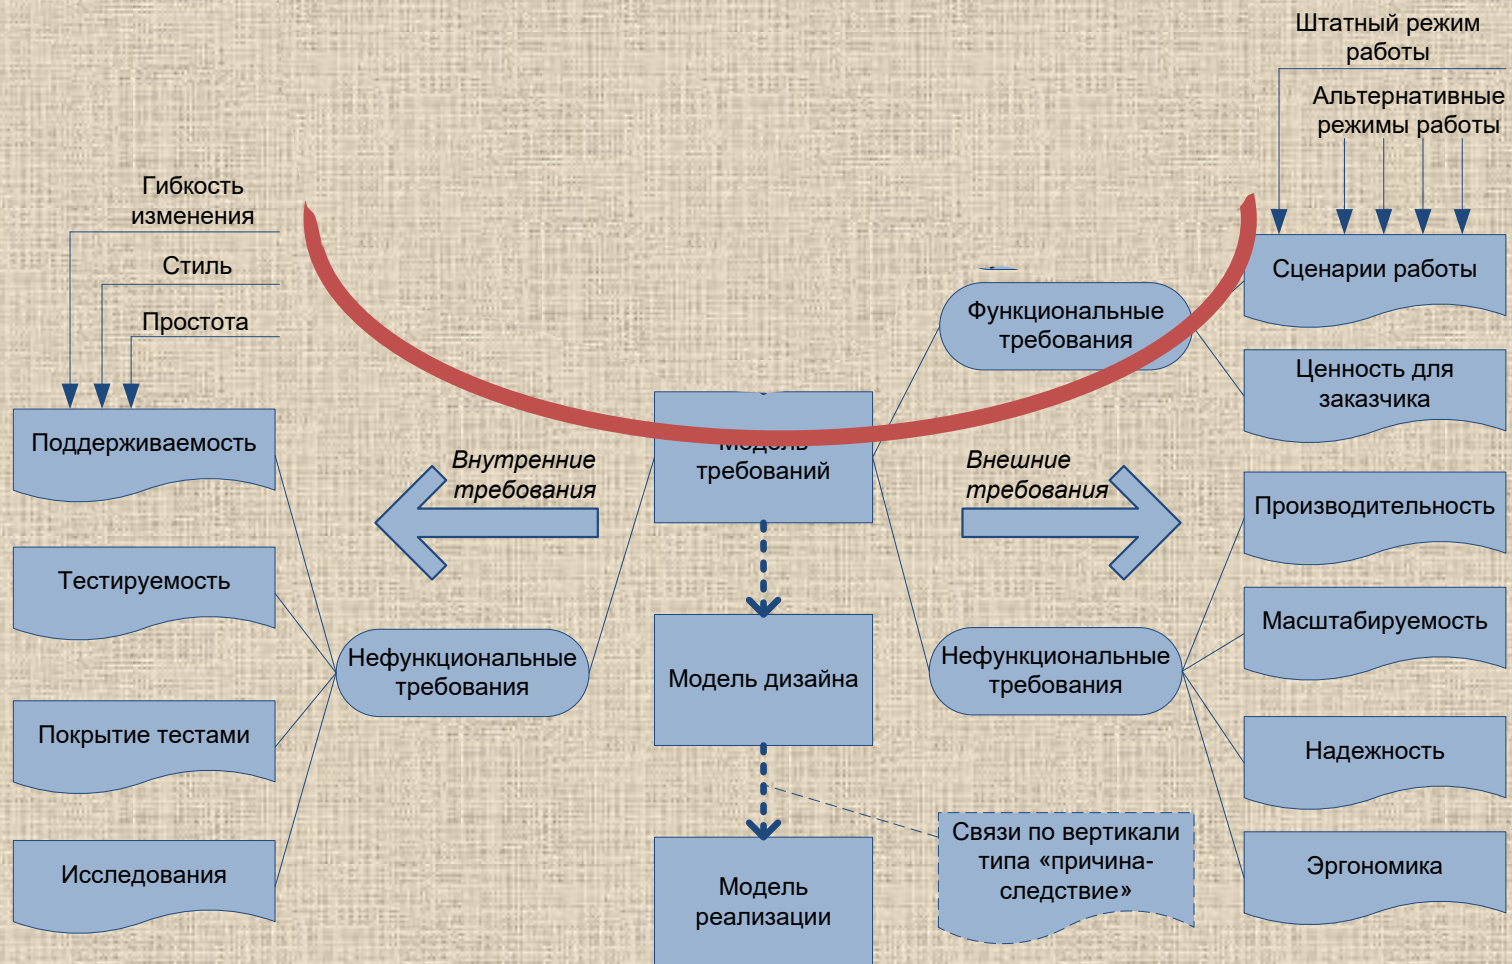 Штатный режим
работы
Альтернативные
режимы работы
Гибкость
изменения
Стиль
Простота
Поддерживаемость
Тестируемость
Покрытие тестами
Исследования
Внутренние
требования
Нефункциональные
требования
Модель
требований
Модель дизайна
Модель
реализации
Внешние
требования
Функциональные
требования
Нефункциональные
требования
Связи по вертикали
типа «причина-
следствие»
Сценарии работы
Ценность для
заказчика
Производительность
Масштабируемость
Надежность
Эргономика